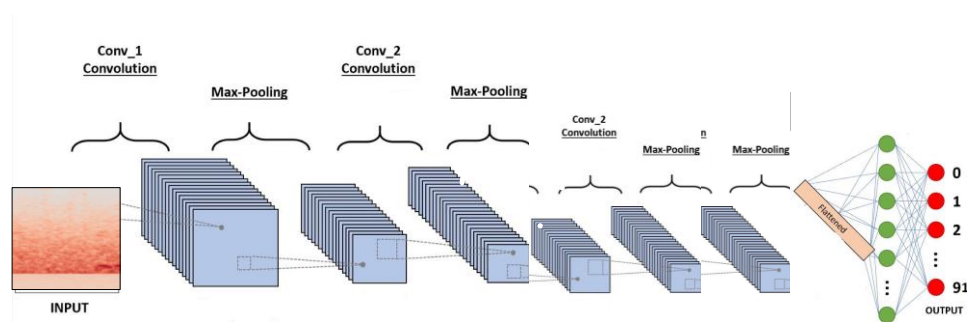 Conv_1
Convolution
Max-Pooling
Conv_2
Convolution
Max-Pooling
Conv_2
Convolution
Max-Pooling
n
Max-Pooling
INPUT
Flattened
0
1
2
...
...
91
OUTPUT